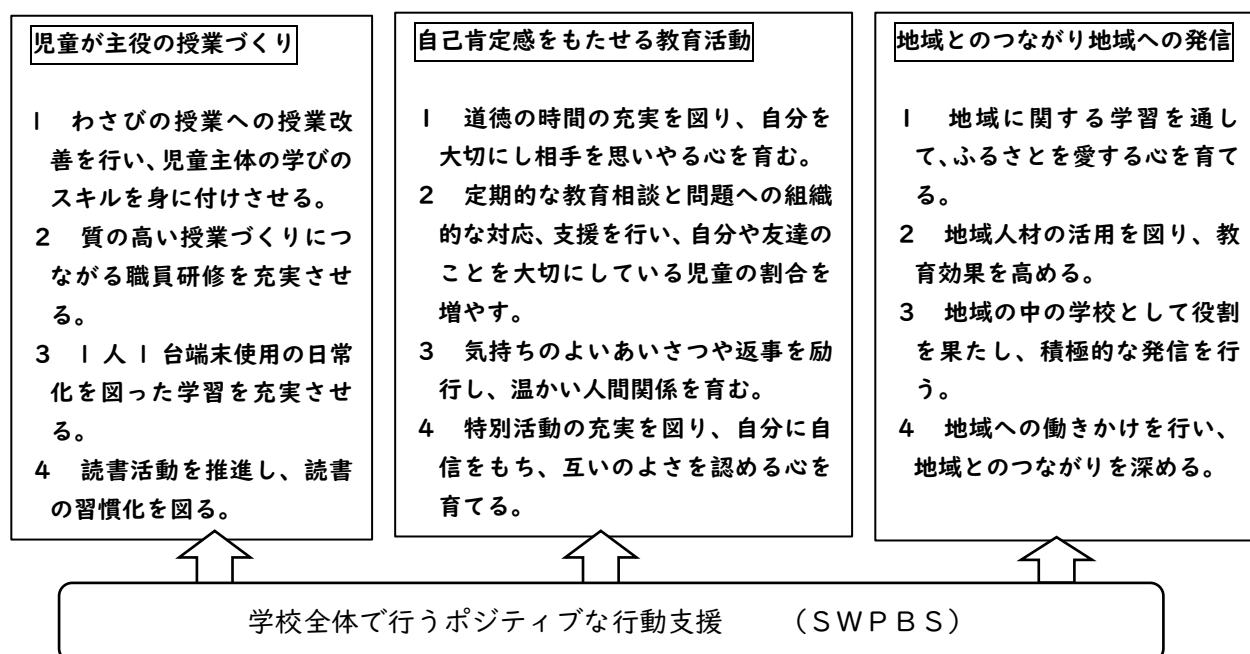 児童が主役の授業づくり
1　わさびの授業への授業改
善を行い、児童主体の学びの
スキルを身に付けさせる。
2　質の高い授業づくりにつ
ながる職員研修を充実させ
る。
3　1人1台端末使用の日常
化を図った学習を充実させ
る。
4　読書活動を推進し、読書
の習慣化を図る。
自己肯定感をもたせる教育活動
1　道徳の時間の充実を図り、自分を
大切にし相手を思いやる心を育む。
2　定期的な教育相談と問題への組織
的な対応、支援を行い、自分や友達の
ことを大切にしている児童の割合を
増やす。
3　気持ちのよいあいさつや返事を励
行し、温かい人間関係を育む。
4　特別活動の充実を図り、自分に自
信をもち、互いのよさを認める心を
育てる。
地域とのつながり地域への発信
1　地域に関する学習を通し
て、ふるさとを愛する心を育て
る。
2　地域人材の活用を図り、教
育効果を高める。
3　地域の中の学校として役割
を果たし、積極的な発信を行
う。
4　地域への働きかけを行い、
地域とのつながりを深める。
学校全体で行うポジティブな行動支援　　（ＳＷＰＢＳ）